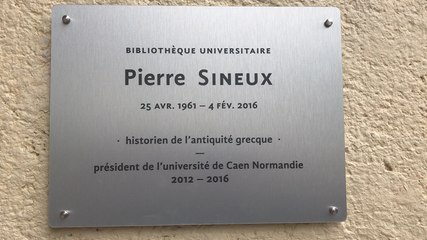 BIBLIOTHÈQUE UNIVERSITAIRE
Pierre SINEUX
25 AVR. 1961 – 4 FÉV. 2016
· historien de l'antiquité grecque ·
—
président de l'université de Caen Normandie
2012 – 2016